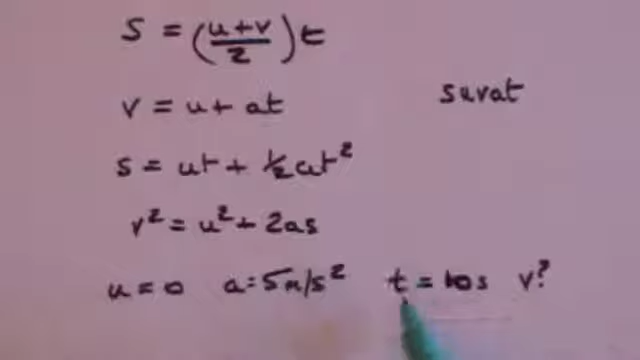 S = (u+v/2)t
v = u + at
suvat
s = ut + ½at²
v² = u² + 2as
u = 0 a = 5m/s² t = 10s v?